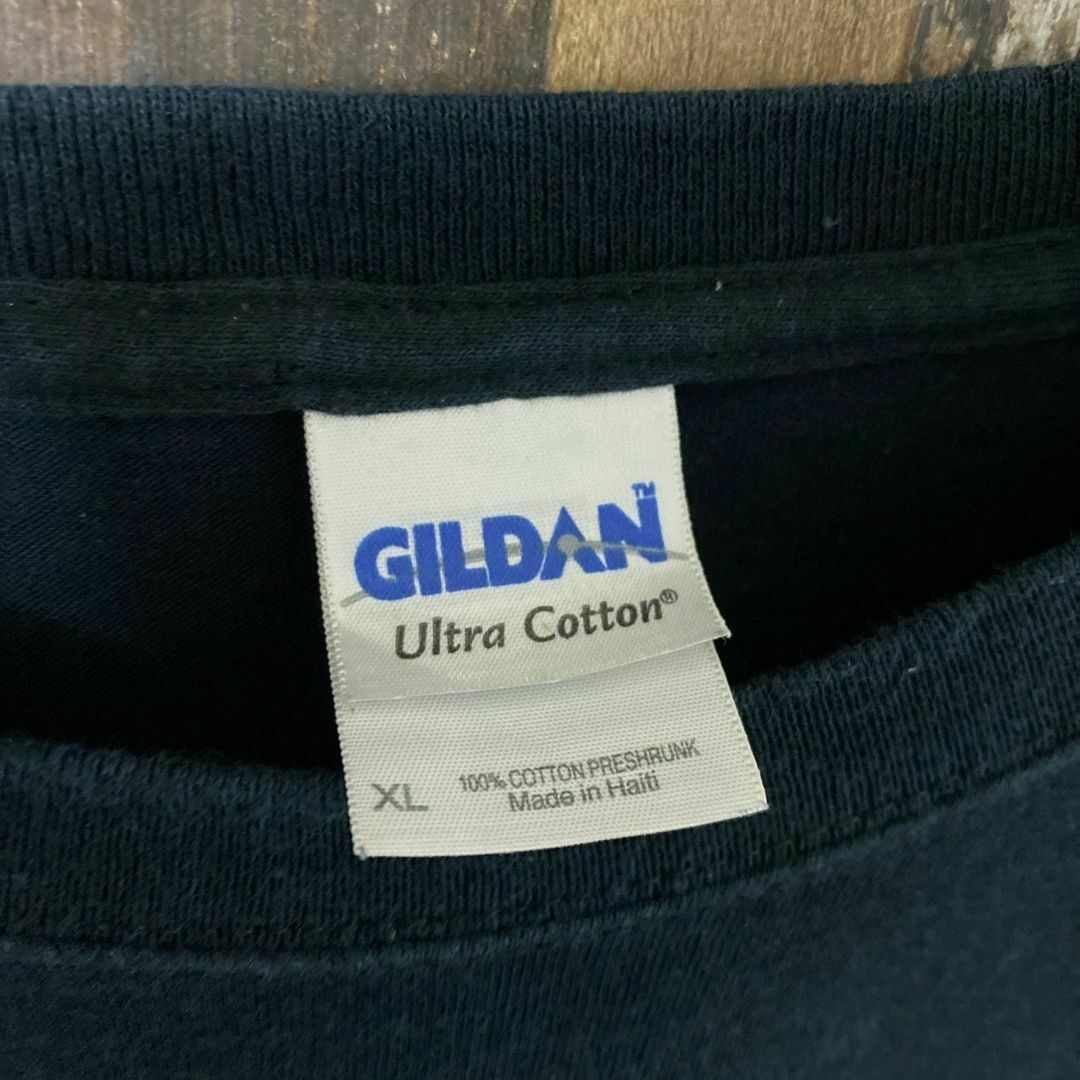 GILDAN™
Ultra Cotton®
XL
100% COTTON PRESHRUNK
Made in Haiti